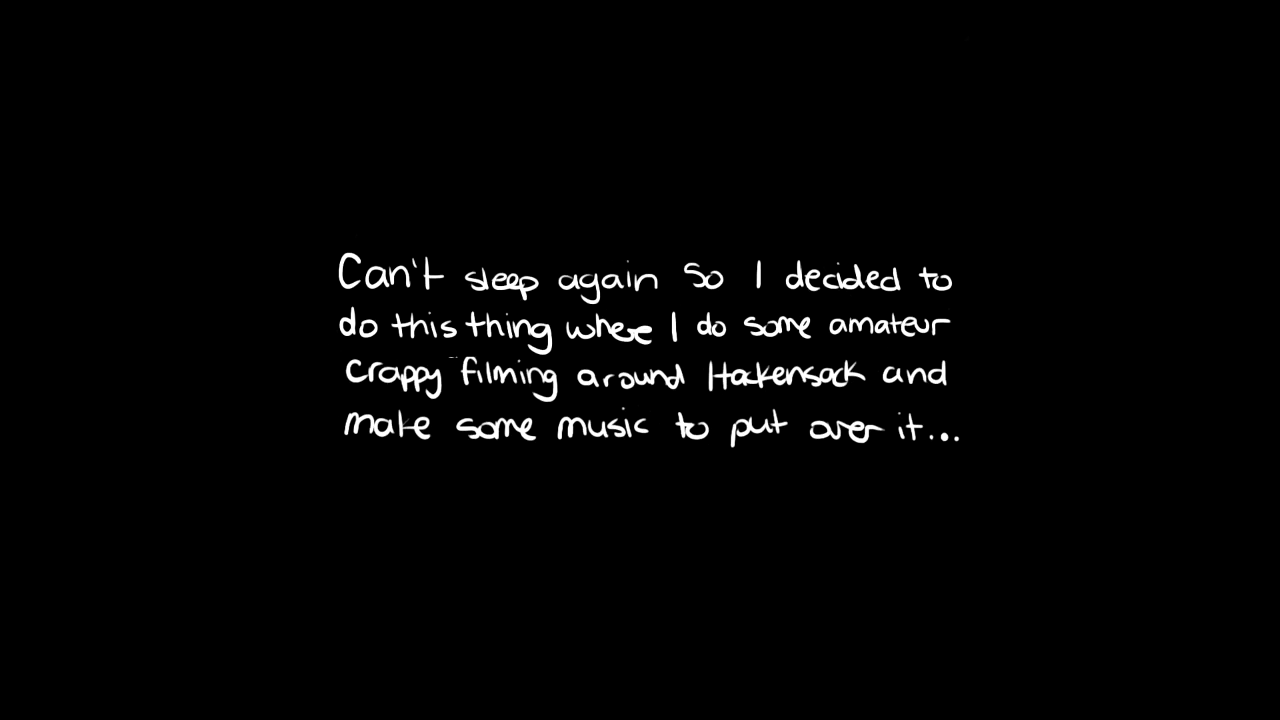 Can't sleep again so I decided to
do this thing where I do some amateur
crappy filming around Hackensack and
make some music to put over it...